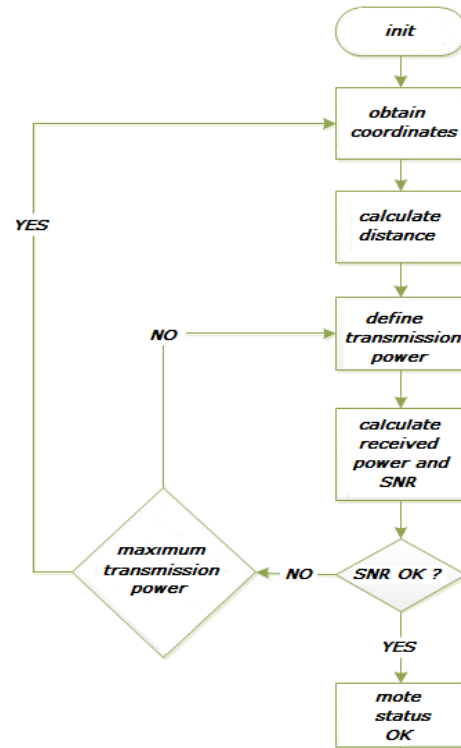 init
obtain
coordinates
calculate
distance
YES
define
transmission
power
NO
calculate
received
power and
SNR
maximum
transmission
power
NO
SNR OK ?
YES
mote
status
OK